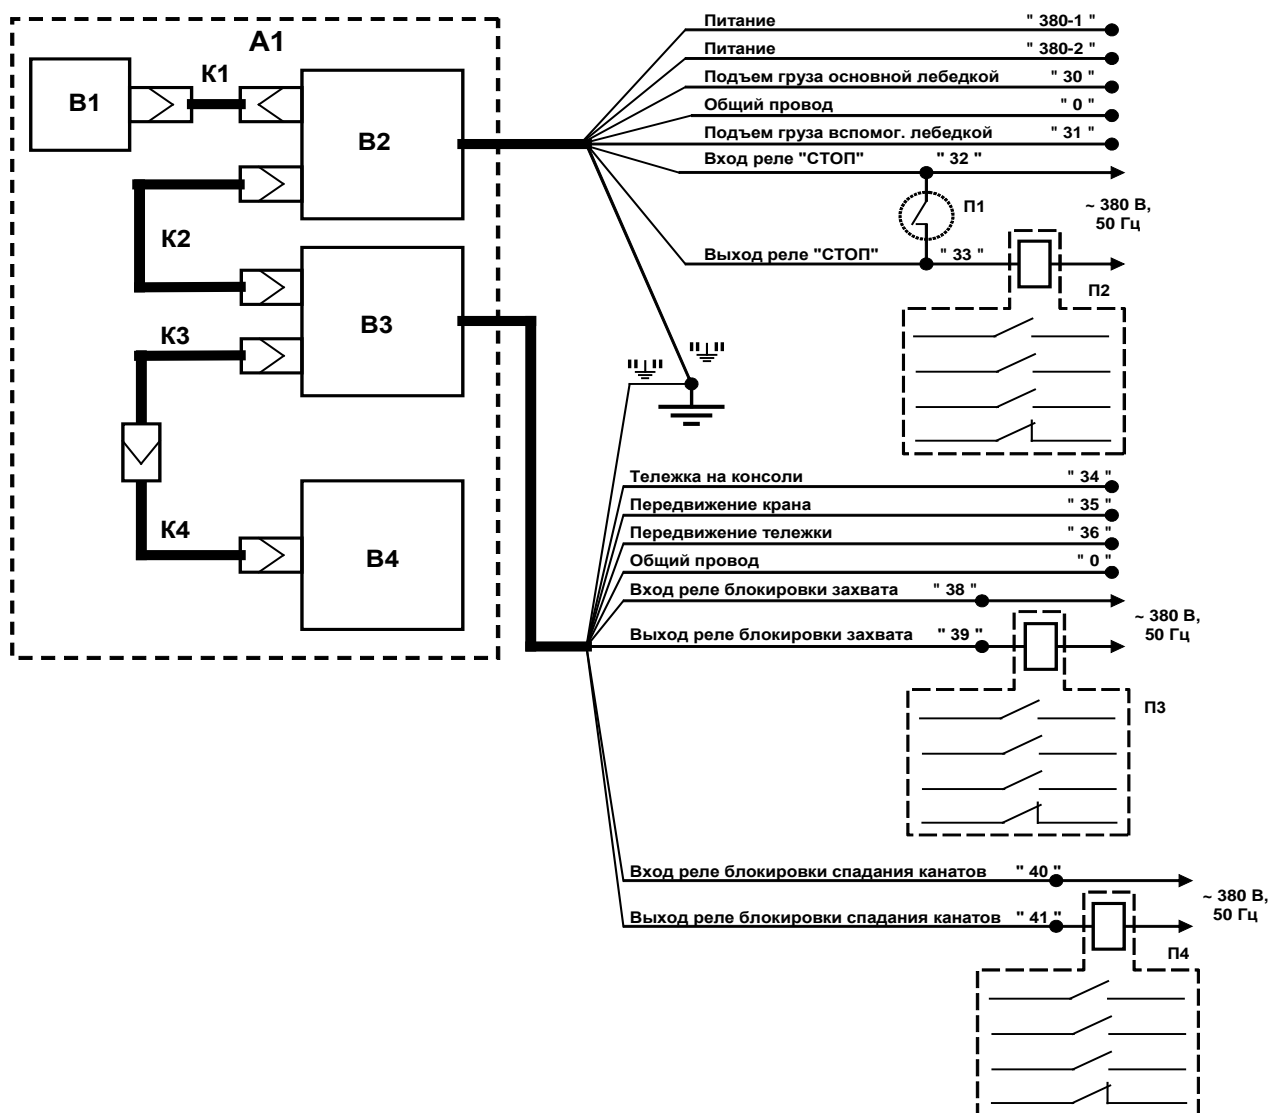 А1
В1
К1
В2
К2
В3
К3
К4
В4
Питание " 380-1 "
Питание " 380-2 "
Подъем груза основной лебедкой " 30 "
Общий провод " 0 "
Подъем груза вспомог. лебедкой " 31 "
Вход реле "СТОП" " 32 "
П1
~ 380 В,
50 Гц
Выход реле "СТОП" " 33 "
П2
Тележка на консоли " 34 "
Передвижение крана " 35 "
Передвижение тележки " 36 "
Общий провод " 0 "
Вход реле блокировки захвата " 38 "
~ 380 В,
50 Гц
Выход реле блокировки захвата " 39 "
П3
Вход реле блокировки спадания канатов " 40 "
~ 380 В,
50 Гц
Выход реле блокировки спадания канатов " 41 "
П4